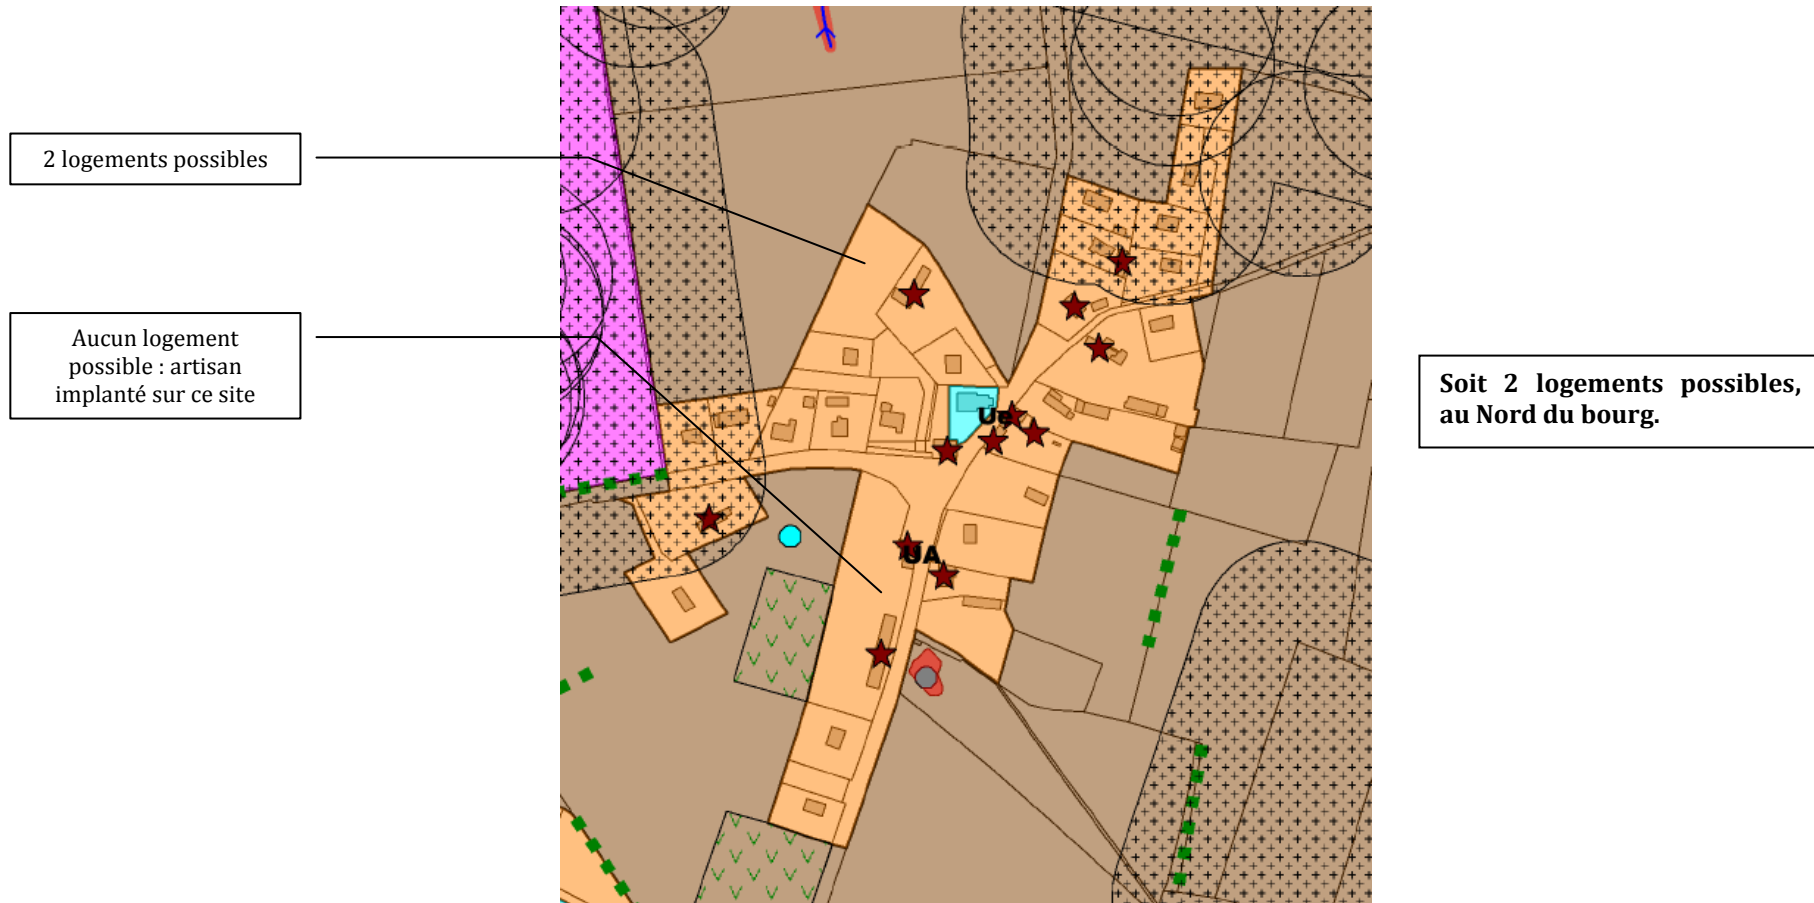 2 logements possibles
Aucun logement
possible : artisan
implanté sur ce site
Ue
UA
Soit 2 logements possibles,
au Nord du bourg.